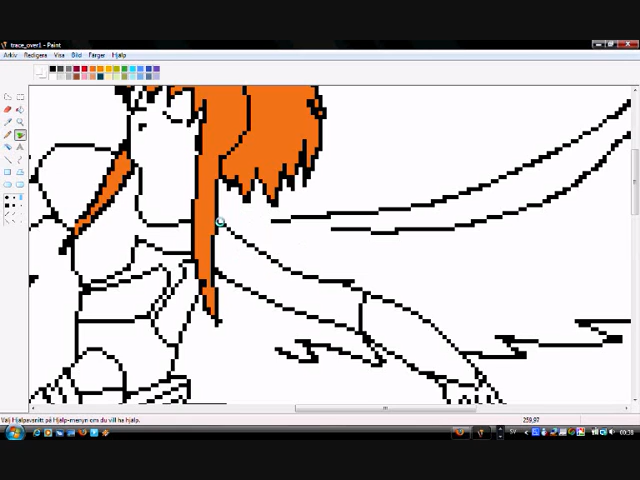 trace_over1 - Paint
Arkiv Redigera Visa Bild Färger Hjälp
Välj Hjälpavsnitt på Hjälp-menyn om du vill ha hjälp.
259,97
SV
00:38